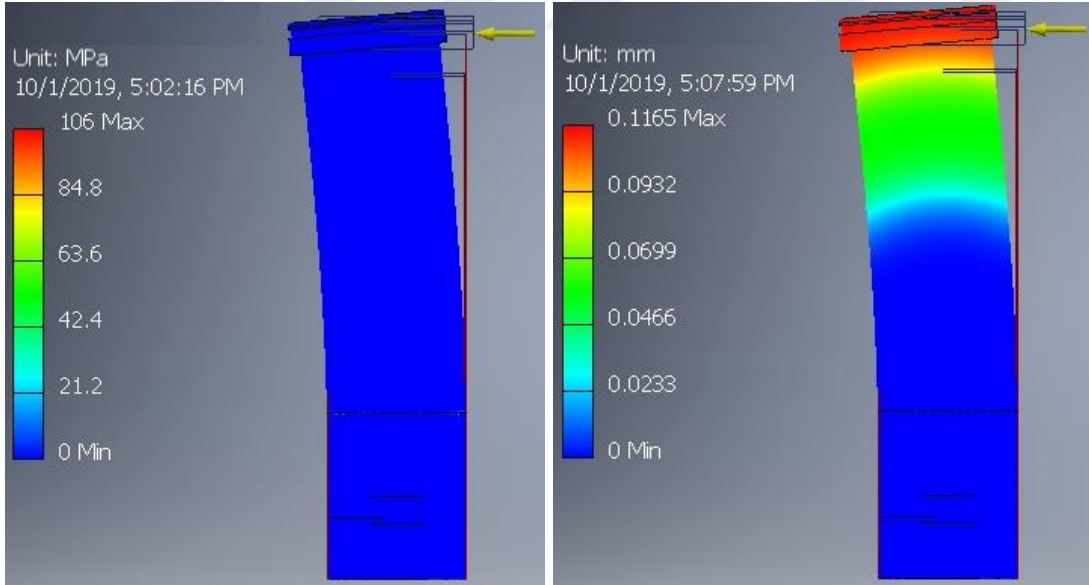 Unit: MPa
10/1/2019, 5:02:16 PM
106 Max
84.8
63.6
42.4
21.2
0 Min
Unit: mm
10/1/2019, 5:07:59 PM
0.1165 Max
0.0932
0.0699
0.0466
0.0233
0 Min